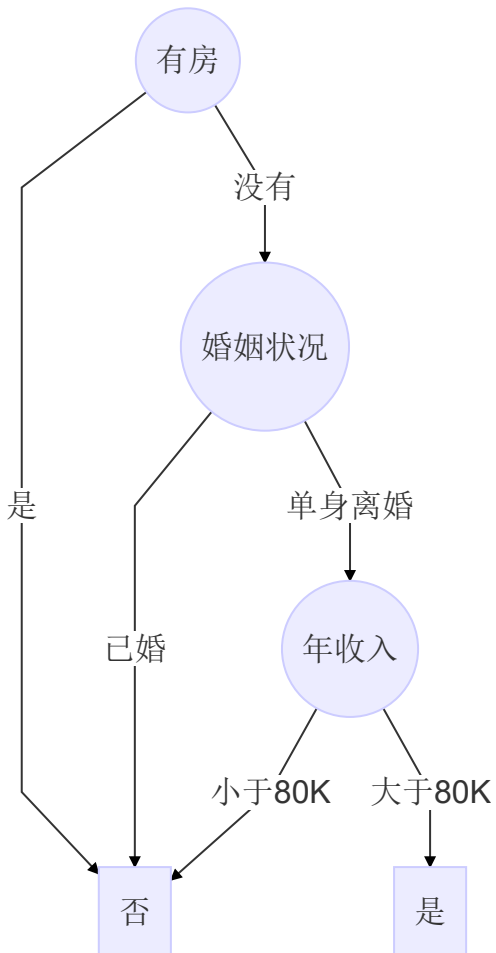 有房
没有
婚姻状况
是
单身离婚
已婚
年收入
小于80K
大于80K
否
是